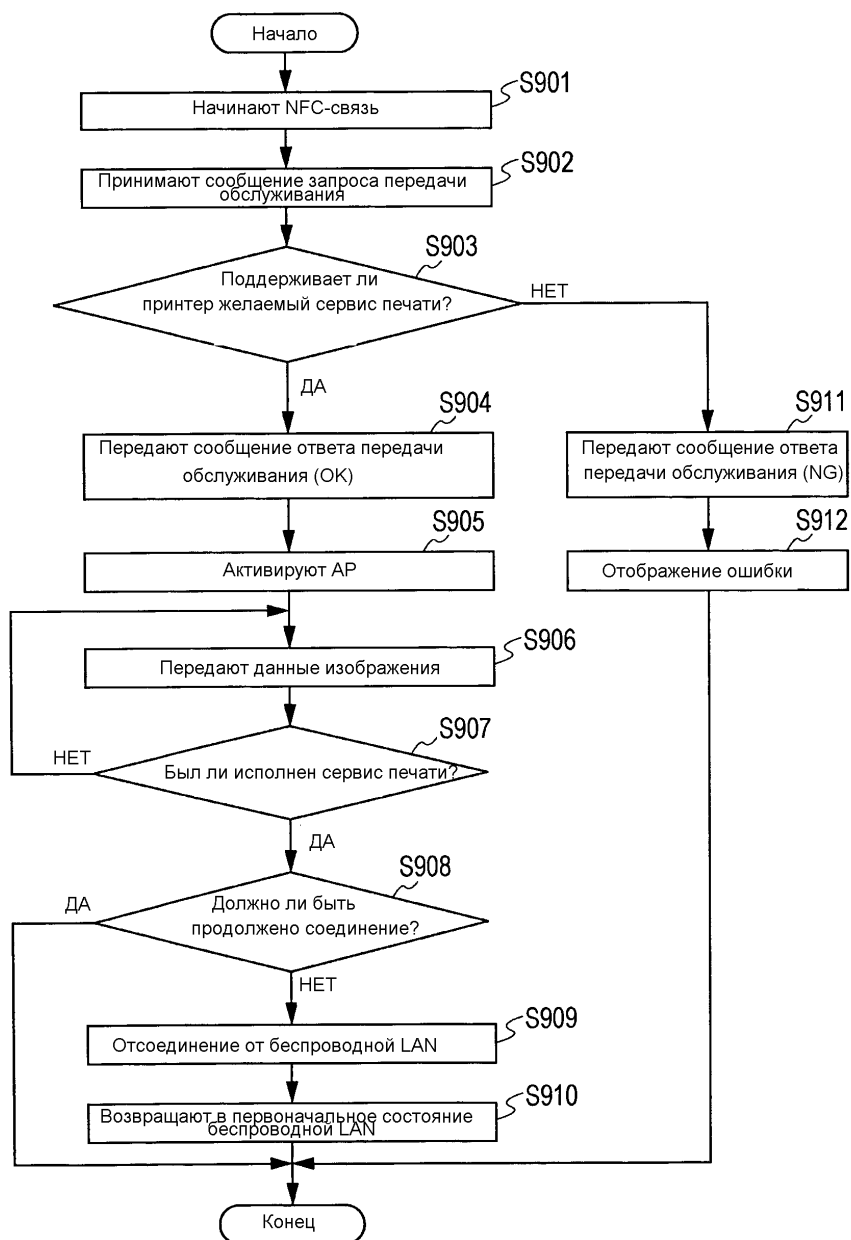 Начало
S901
Начинают NFC-связь
S902
Принимают сообщение запроса передачи
обслуживания
S903
Поддерживает ли
принтер желаемый сервис печати?
НЕТ
ДА
S904
Передают сообщение ответа передачи
обслуживания (OK)
S911
Передают сообщение ответа
передачи обслуживания (NG)
S905
Активируют AP
S912
Отображение ошибки
S906
Передают данные изображения
S907
НЕТ
Был ли исполнен сервис печати?
ДА
S908
ДА
Должно ли быть
продолжено соединение?
НЕТ
S909
Отсоединение от беспроводной LAN
S910
Возвращают в первоначальное состояние
беспроводной LAN
Конец